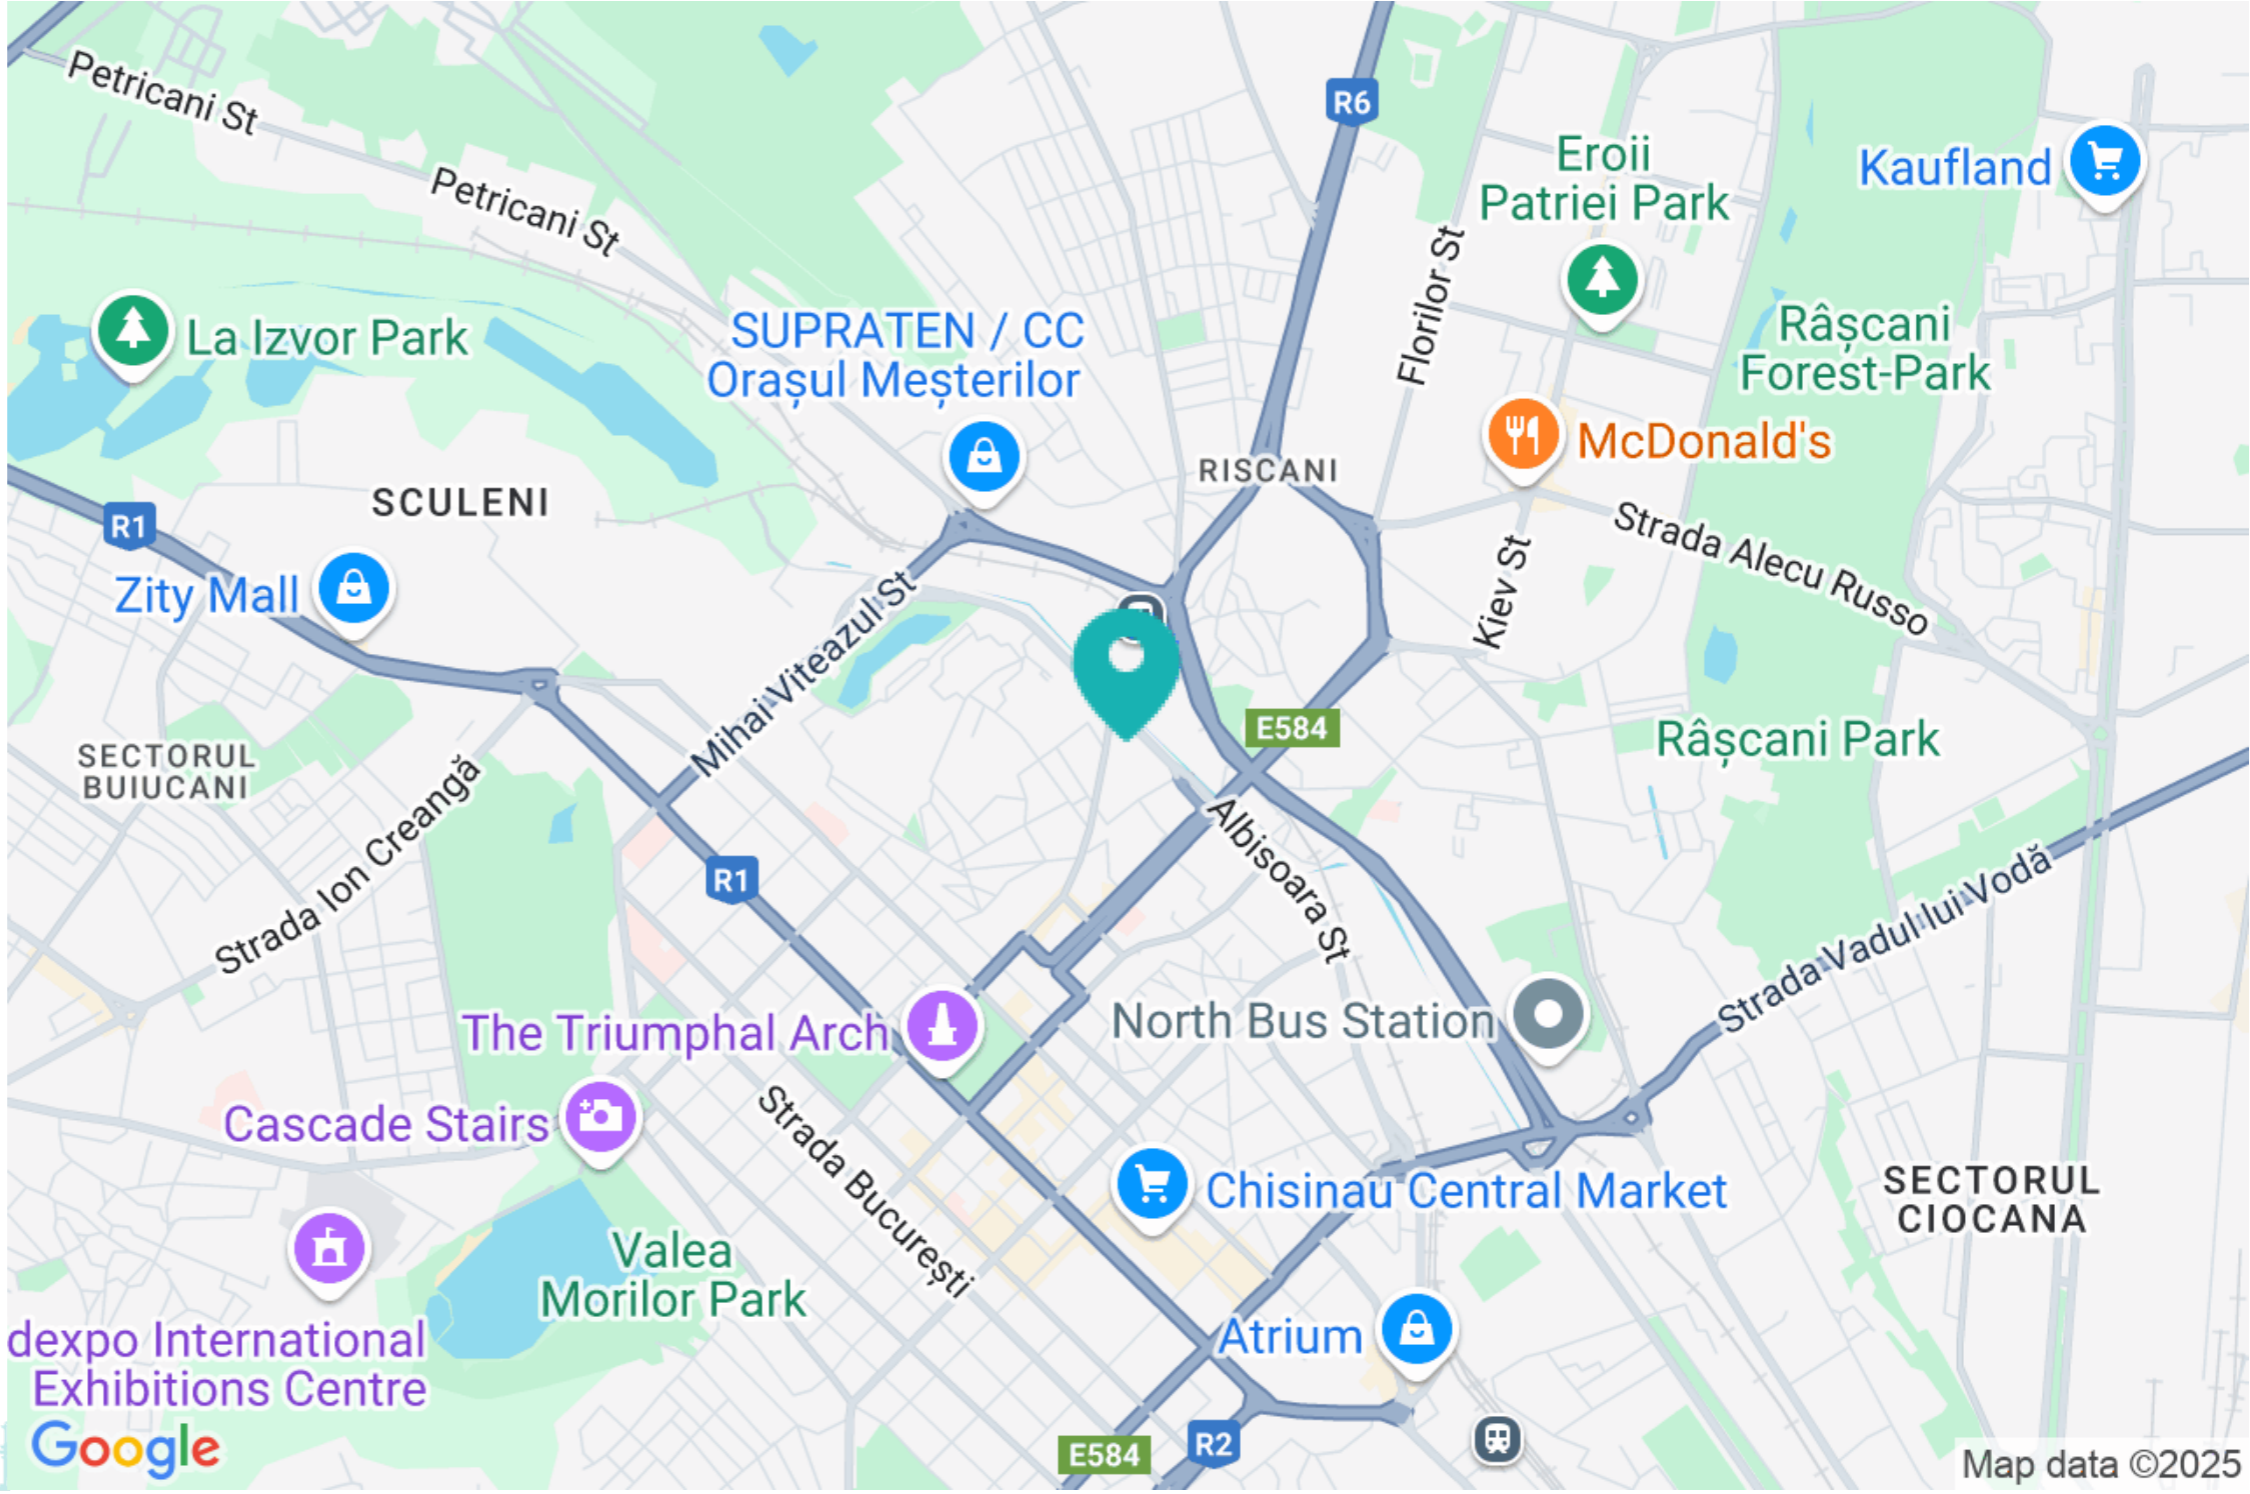 Petricani St
Petricani St
R6
Eroii
Patriei Park
Kaufland
La Izvor Park
SUPRATEN / CC
Orașul Meșterilor
Florilor St
Râșcani
Forest-Park
McDonald's
RISCANI
SCULENI
R1
Zity Mall
Strada Alecu Russo
Kiev St
Mihai Viteazul St
E584
Râșcani Park
SECTORUL
BUIUCANI
Strada Ion Creangă
R1
Albisoara St
Strada Vadul lui Vodă
The Triumphal Arch
North Bus Station
Cascade Stairs
Strada București
Chisinau Central Market
SECTORUL
CIOCANA
Valea
Morilor Park
dexpo International
Exhibitions Centre
Atrium
Google
E584
R2
Map data ©2025